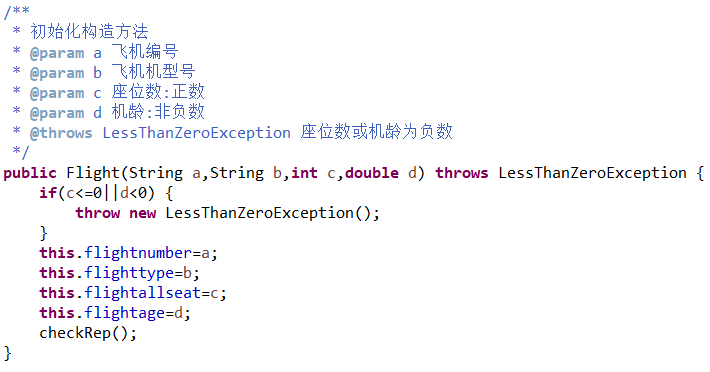 /**
 * 初始化构造方法
 * @param a 飞机编号
 * @param b 飞机机型号
 * @param c 座位数:正数
 * @param d 机龄:非负数
 * @throws LessThanZeroException 座位数或机龄为负数
 */
public Flight(String a,String b,int c,double d) throws LessThanZeroException {
    if(c<=0||d<0) {
        throw new LessThanZeroException();
    }
    this.flightnumber=a;
    this.flighttype=b;
    this.flightallseat=c;
    this.flightage=d;
    checkRep();
}